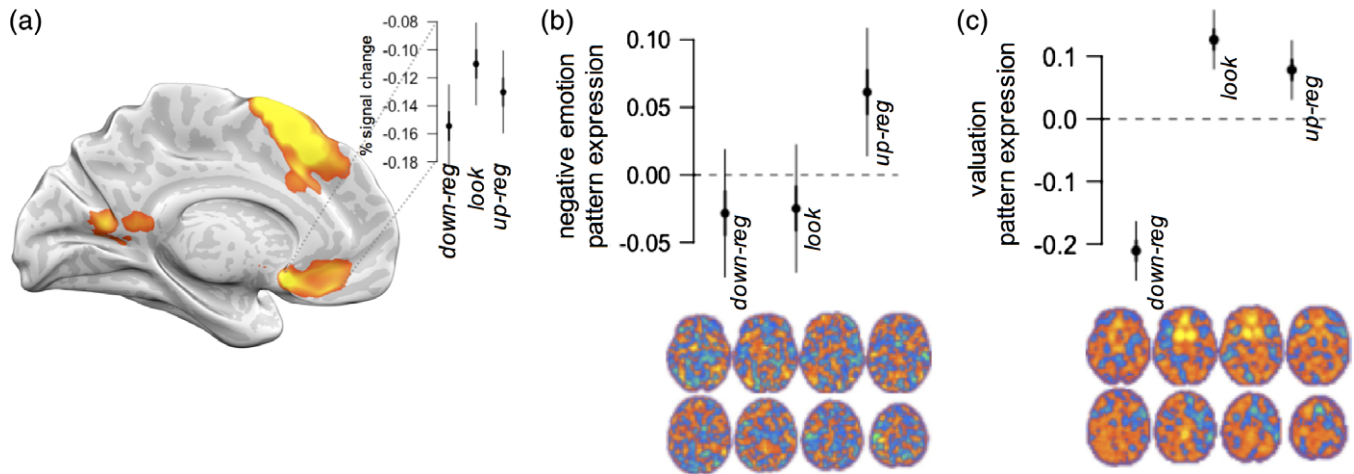 (a)
% signal change
-0.08
-0.10
-0.12
-0.14
-0.16
-0.18
down-reg
look
up-reg
(b)
negative emotion
pattern expression
0.10
0.05
0.00
-0.05
down-reg
look
up-reg
(c)
valuation
pattern expression
0.1
0.0
-0.1
-0.2
down-reg
look
up-reg